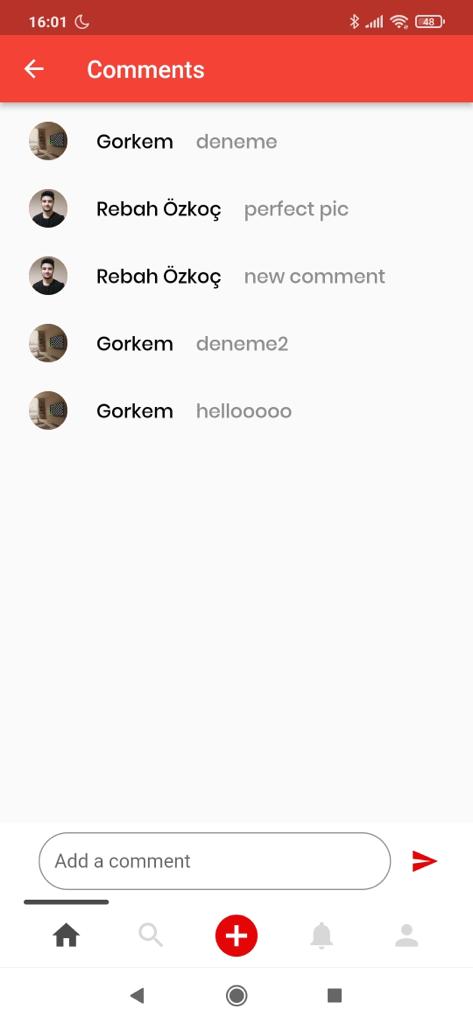 16:01 48
Comments
Gorkem deneme
Rebah Özkoç perfect pic
Rebah Özkoç new comment
Gorkem deneme2
Gorkem hellooooo
Add a comment